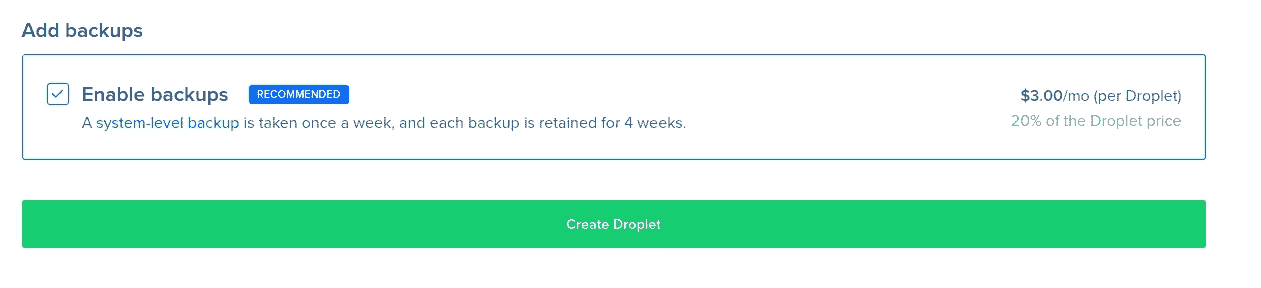 Add backups
Enable backups RECOMMENDED $3.00/mo (per Droplet)
A system-level backup is taken once a week, and each backup is retained for 4 weeks. 20% of the Droplet price
Create Droplet